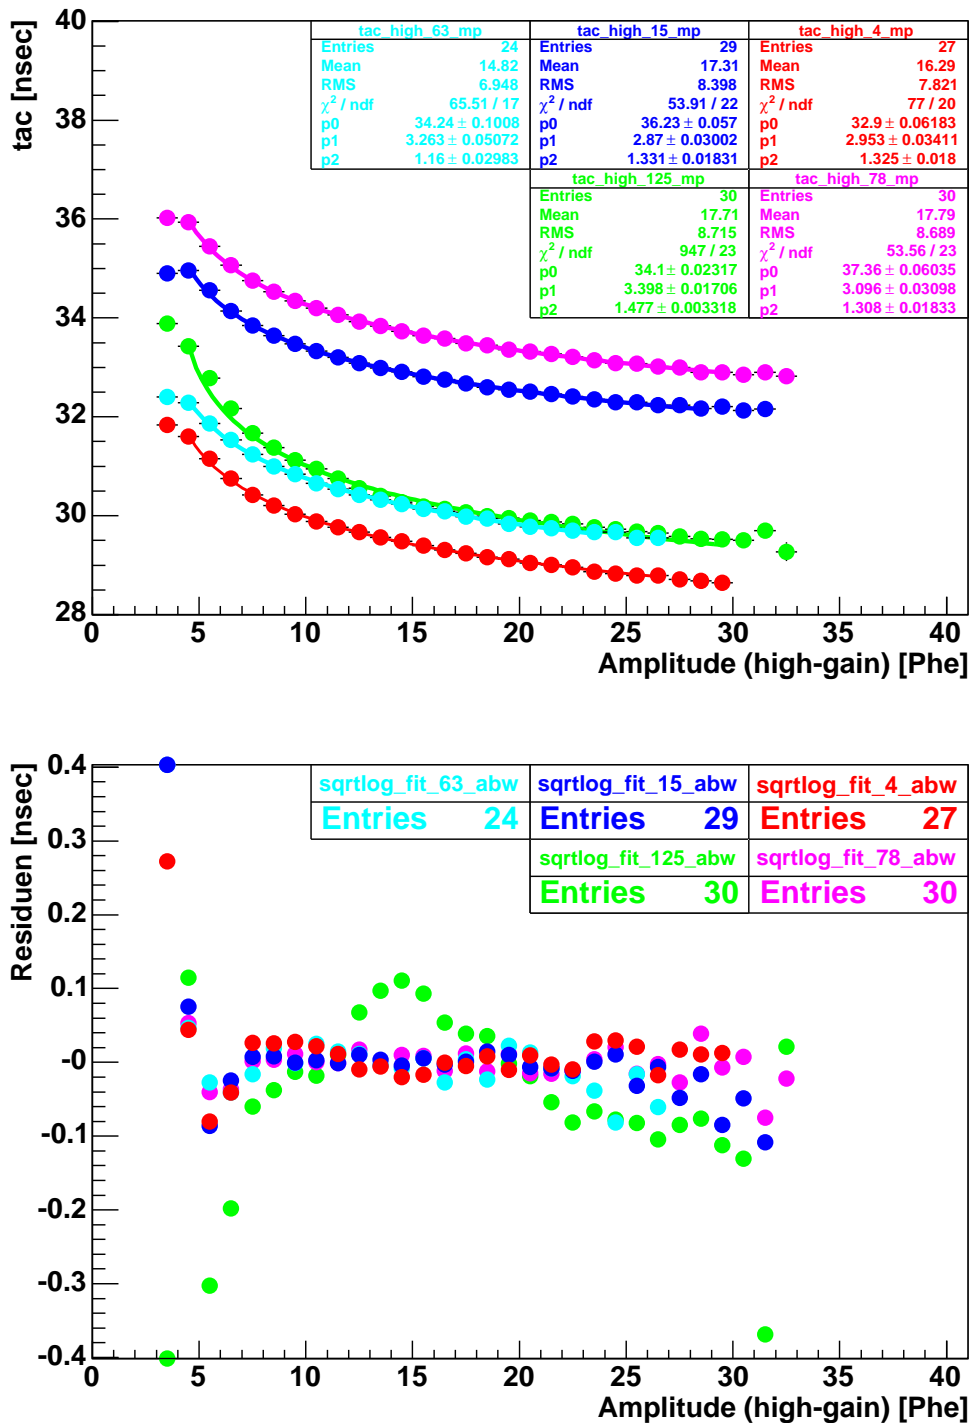 tac [nsec]
40
38
36
34
32
30
28
tac_high_63_mp
Entries 24
Mean 14.82
RMS 6.948
χ² / ndf 65.51 / 17
p0 34.24 ± 0.1008
p1 3.263 ± 0.05072
p2 1.16 ± 0.02983
tac_high_15_mp
Entries 29
Mean 17.31
RMS 8.398
χ² / ndf 53.91 / 22
p0 36.23 ± 0.057
p1 2.87 ± 0.03002
p2 1.331 ± 0.01831
tac_high_4_mp
Entries 27
Mean 16.29
RMS 7.821
χ² / ndf 77 / 20
p0 32.9 ± 0.06183
p1 2.953 ± 0.03411
p2 1.325 ± 0.018
tac_high_125_mp
Entries 30
Mean 17.71
RMS 8.715
χ² / ndf 947 / 23
p0 34.1 ± 0.02317
p1 3.398 ± 0.01706
p2 1.477 ± 0.003318
tac_high_78_mp
Entries 30
Mean 17.79
RMS 8.689
χ² / ndf 53.56 / 23
p0 37.36 ± 0.06035
p1 3.096 ± 0.03098
p2 1.308 ± 0.01833
0 5 10 15 20 25 30 35 40
Amplitude (high-gain) [Phe]
Residuen [nsec]
0.4
0.3
0.2
0.1
-0
-0.1
-0.2
-0.3
-0.4
sqrtlog_fit_63_abw
Entries 24
sqrtlog_fit_15_abw
Entries 29
sqrtlog_fit_4_abw
Entries 27
sqrtlog_fit_125_abw
Entries 30
sqrtlog_fit_78_abw
Entries 30
0 5 10 15 20 25 30 35 40
Amplitude (high-gain) [Phe]